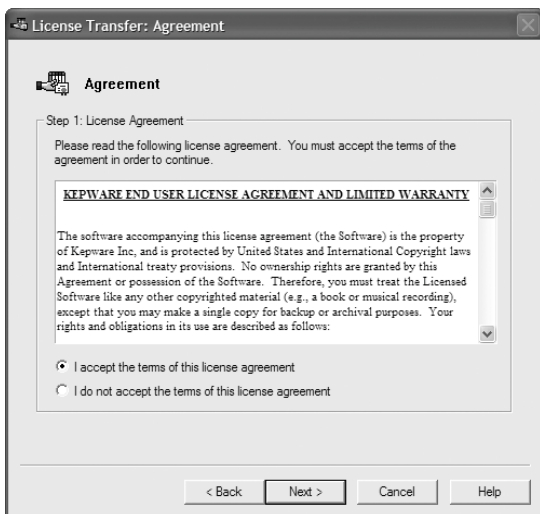 License Transfer: Agreement
Agreement
Step 1: License Agreement
Please read the following license agreement. You must accept the terms of the
agreement in order to continue.
KEPWARE END USER LICENSE AGREEMENT AND LIMITED WARRANTY
The software accompanying this license agreement (the Software) is the property
of Kepware Inc, and is protected by United States and International Copyright laws
and International treaty provisions. No ownership rights are granted by this
Agreement or possession of the Software. Therefore, you must treat the Licensed
Software like any other copyrighted material (e.g., a book or musical recording),
except that you may make a single copy for backup or archival purposes. Your
rights and obligations in its use are described as follows:
I accept the terms of this license agreement
I do not accept the terms of this license agreement
< Back Next > Cancel Help